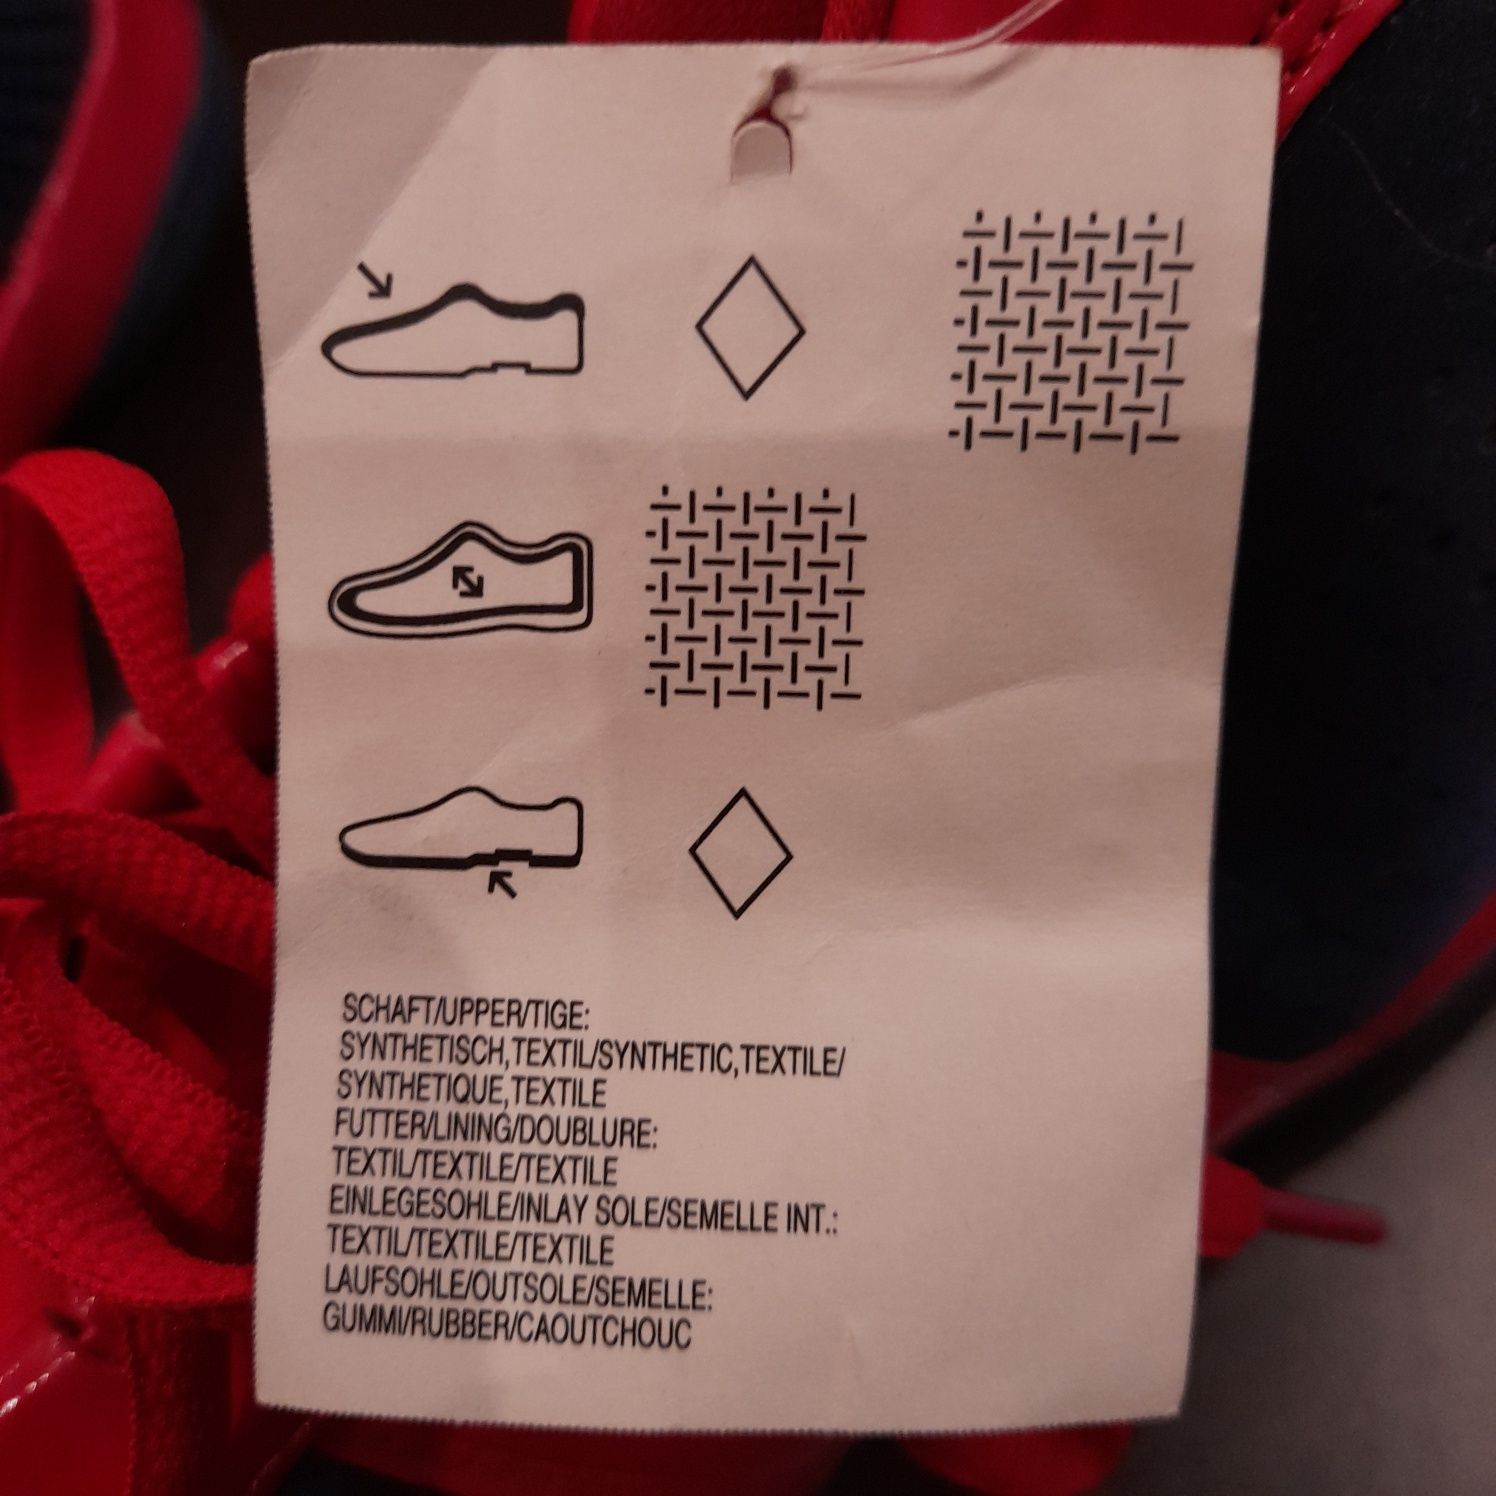 SCHAFT/UPPER/TIGE:
SYNTHETISCH,TEXTIL/SYNTHETIC,TEXTILE/
SYNTHETIQUE,TEXTILE
FUTTER/LINING/DOUBLURE:
TEXTIL/TEXTILE/TEXTILE
EINLEGESOHLE/INLAY SOLE/SEMELLE INT.:
TEXTIL/TEXTILE/TEXTILE
LAUFSOHLE/OUTSOLE/SEMELLE:
GUMMI/RUBBER/CAOUTCHOUC